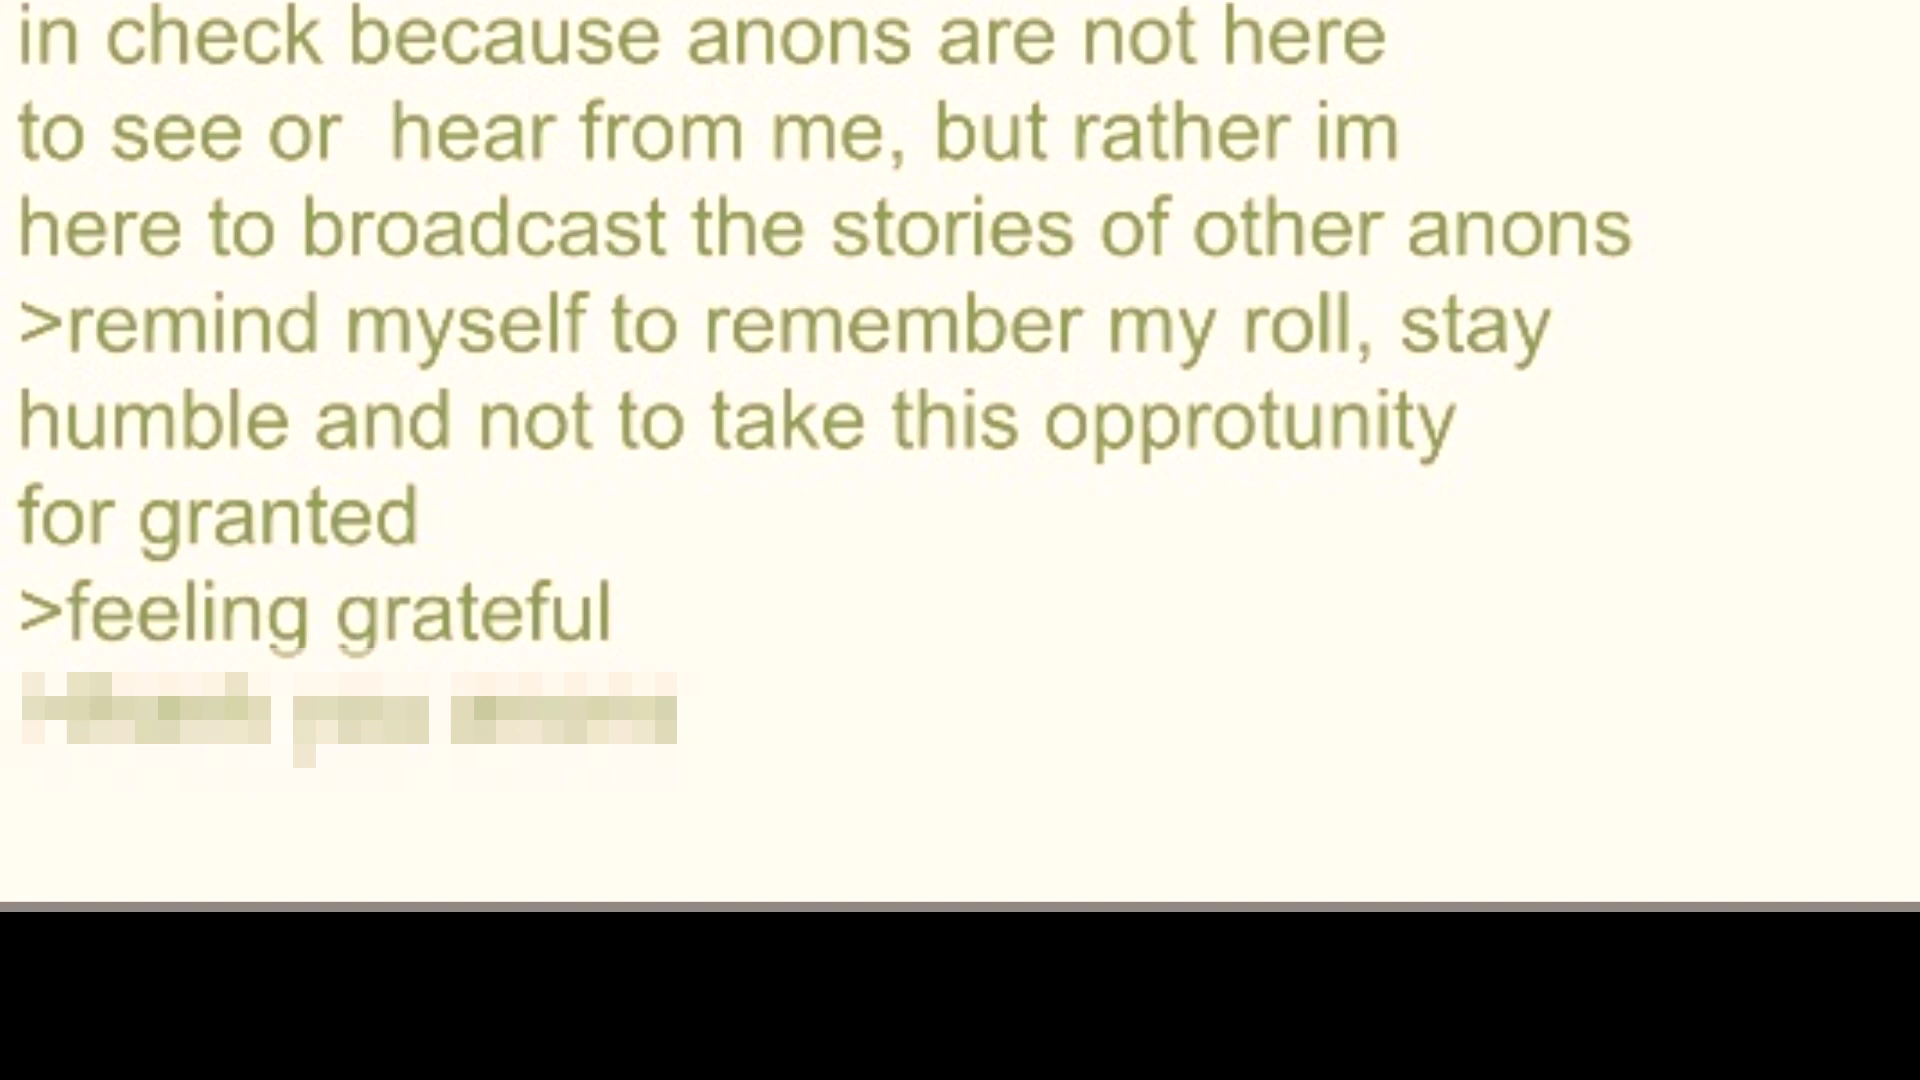 in check because anons are not here
to see or  hear from me, but rather im
here to broadcast the stories of other anons
>remind myself to remember my roll, stay
humble and not to take this opprotunity
for granted
>feeling grateful